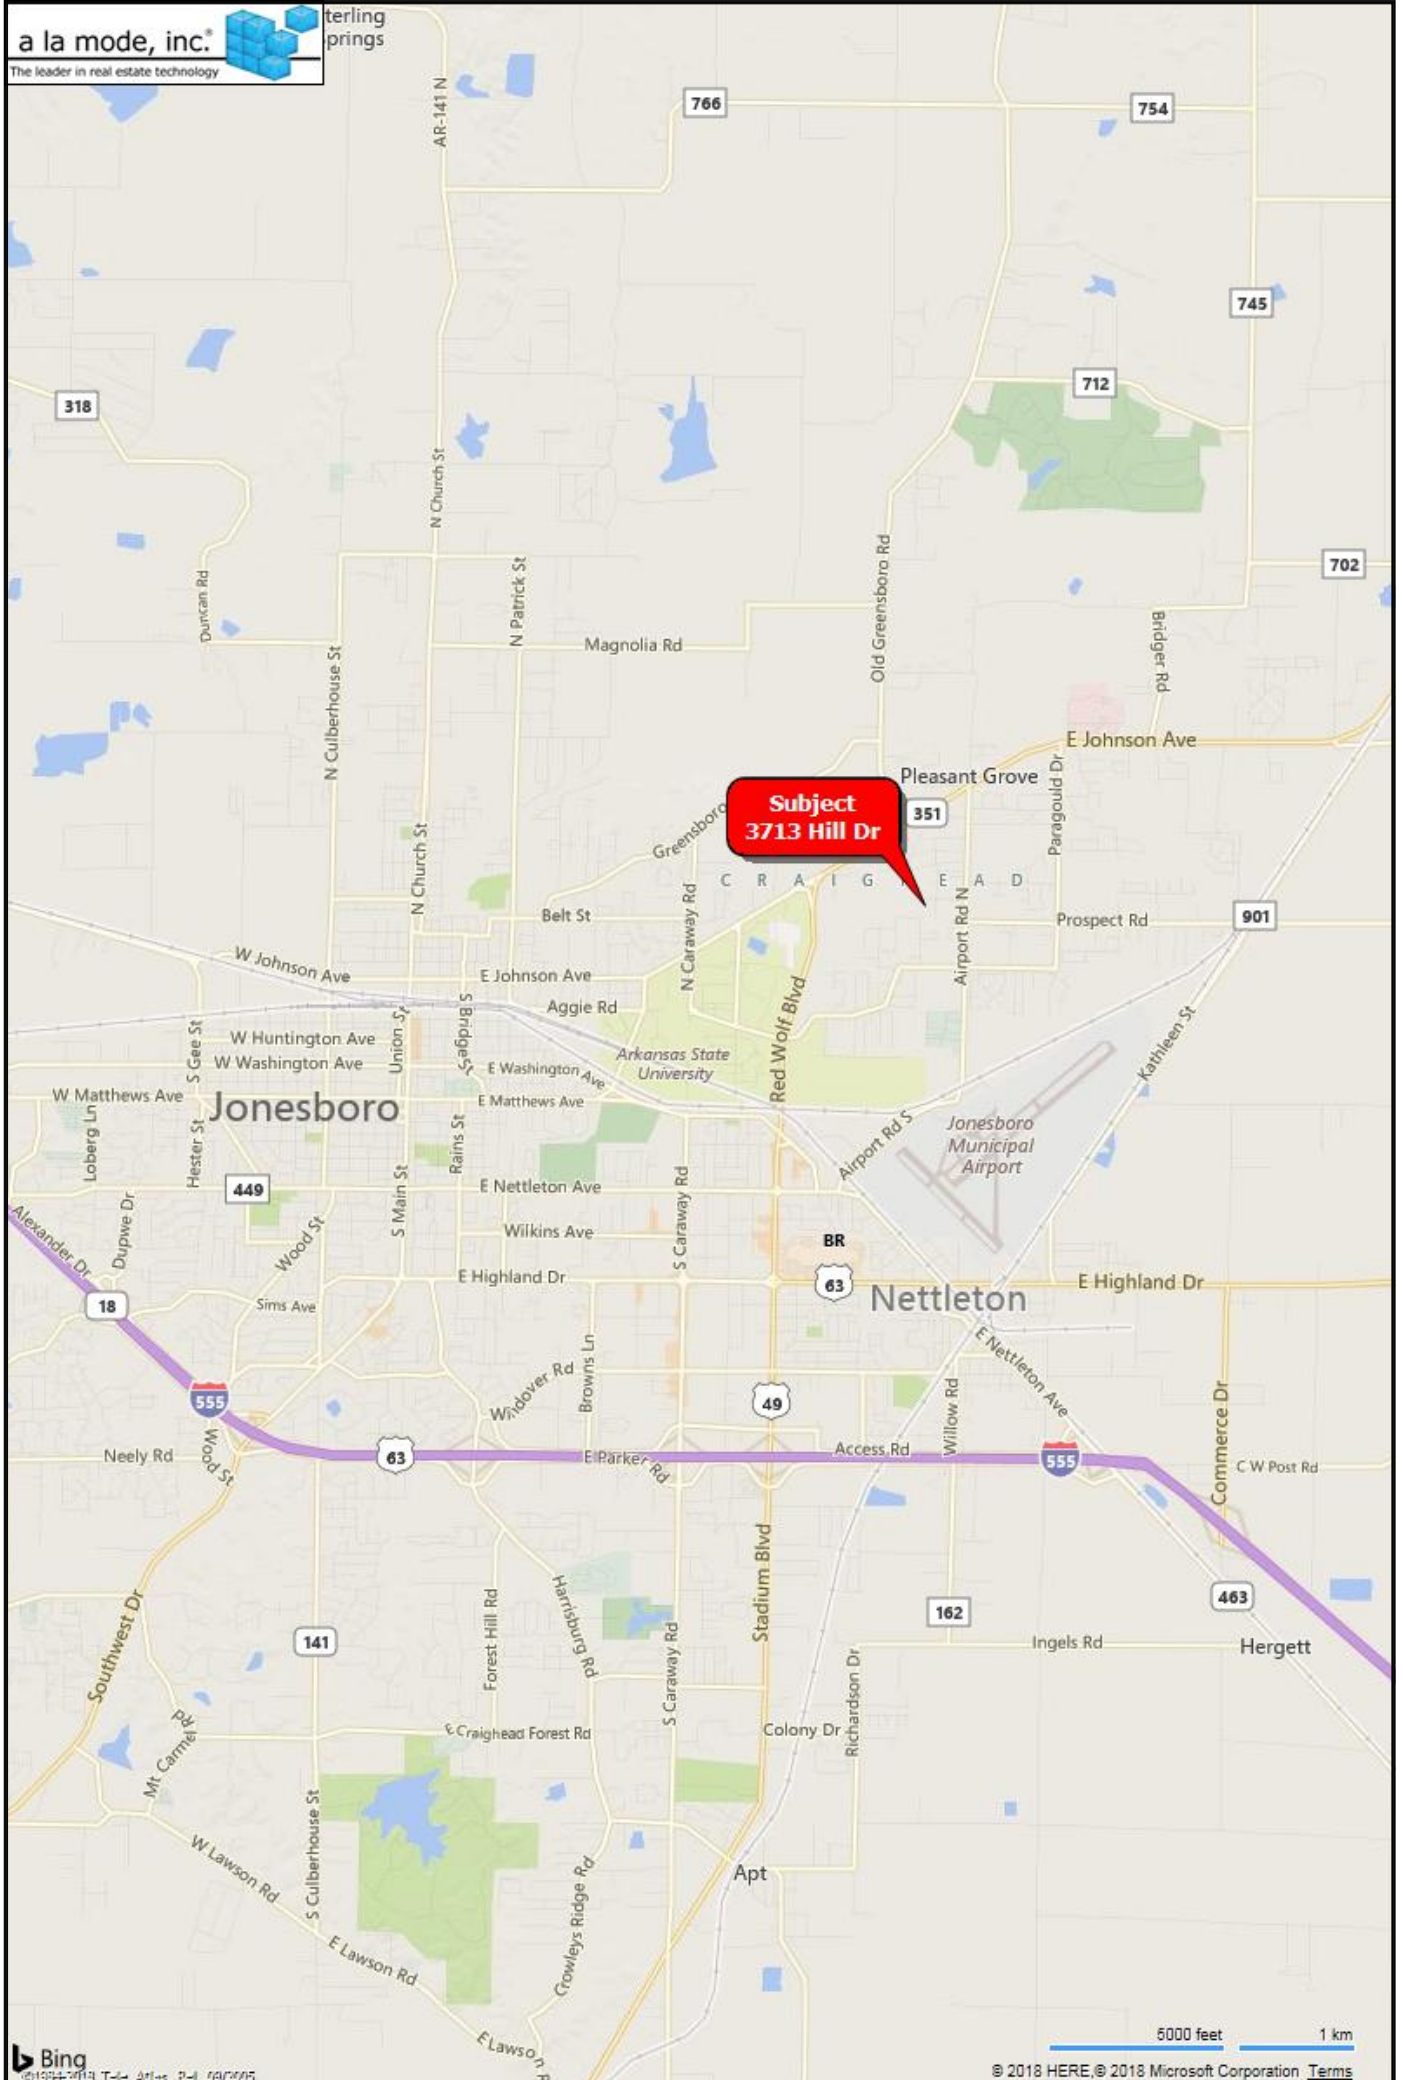 a la mode, inc.®
The leader in real estate technology
terling
prings
AR-141 N
766
754
745
318
712
N Church St
Old Greensboro Rd
702
Duncan Rd
N Patrick St
Bridger Rd
Magnolia Rd
N Culberhouse St
E Johnson Ave
Pleasant Grove
Paragould Dr
Subject
3713 Hill Dr
351
Greensboro
N Church St
CRAIG EAD
N Caraway Rd
Airport Rd N
Belt St
Prospect Rd
901
W Johnson Ave
E Johnson Ave
Red Wolf Blvd
Aggie Rd
S Bridge St
Union St
S Gee St
W Huntington Ave
W Washington Ave
E Washington Ave
Arkansas State
University
Kathleen St
W Matthews Ave
Jonesboro
E Matthews Ave
Loberg Ln
Hester St
Rains St
Airport Rd S
Jonesboro
Municipal
Airport
449
S Main St
E Nettleton Ave
S Caraway Rd
Alexander Dr
Dupwe Dr
Wood St
Wilkins Ave
BR
63
E Highland Dr
E Highland Dr
18
Sims Ave
Nettleton
E Nettleton Ave
Browns Ln
Windover Rd
555
49
Willow Rd
Commerce Dr
Neely Rd
Wood St
63
E Parker Rd
Access Rd
555
C W Post Rd
Stadium Blvd
Southwest Dr
Forest Hill Rd
Harrisburg Rd
463
162
141
S Caraway Rd
Ingels Rd
Hergett
Richardson Dr
Mt Carmel Rd
E Craighead Forest Rd
Colony Dr
S Culberhouse St
W Lawson Rd
Crowleys Ridge Rd
Apt
E Lawson Rd
E Lawson R
5000 feet
1 km
Bing
© 2018 HERE,© 2018 Microsoft Corporation Terms